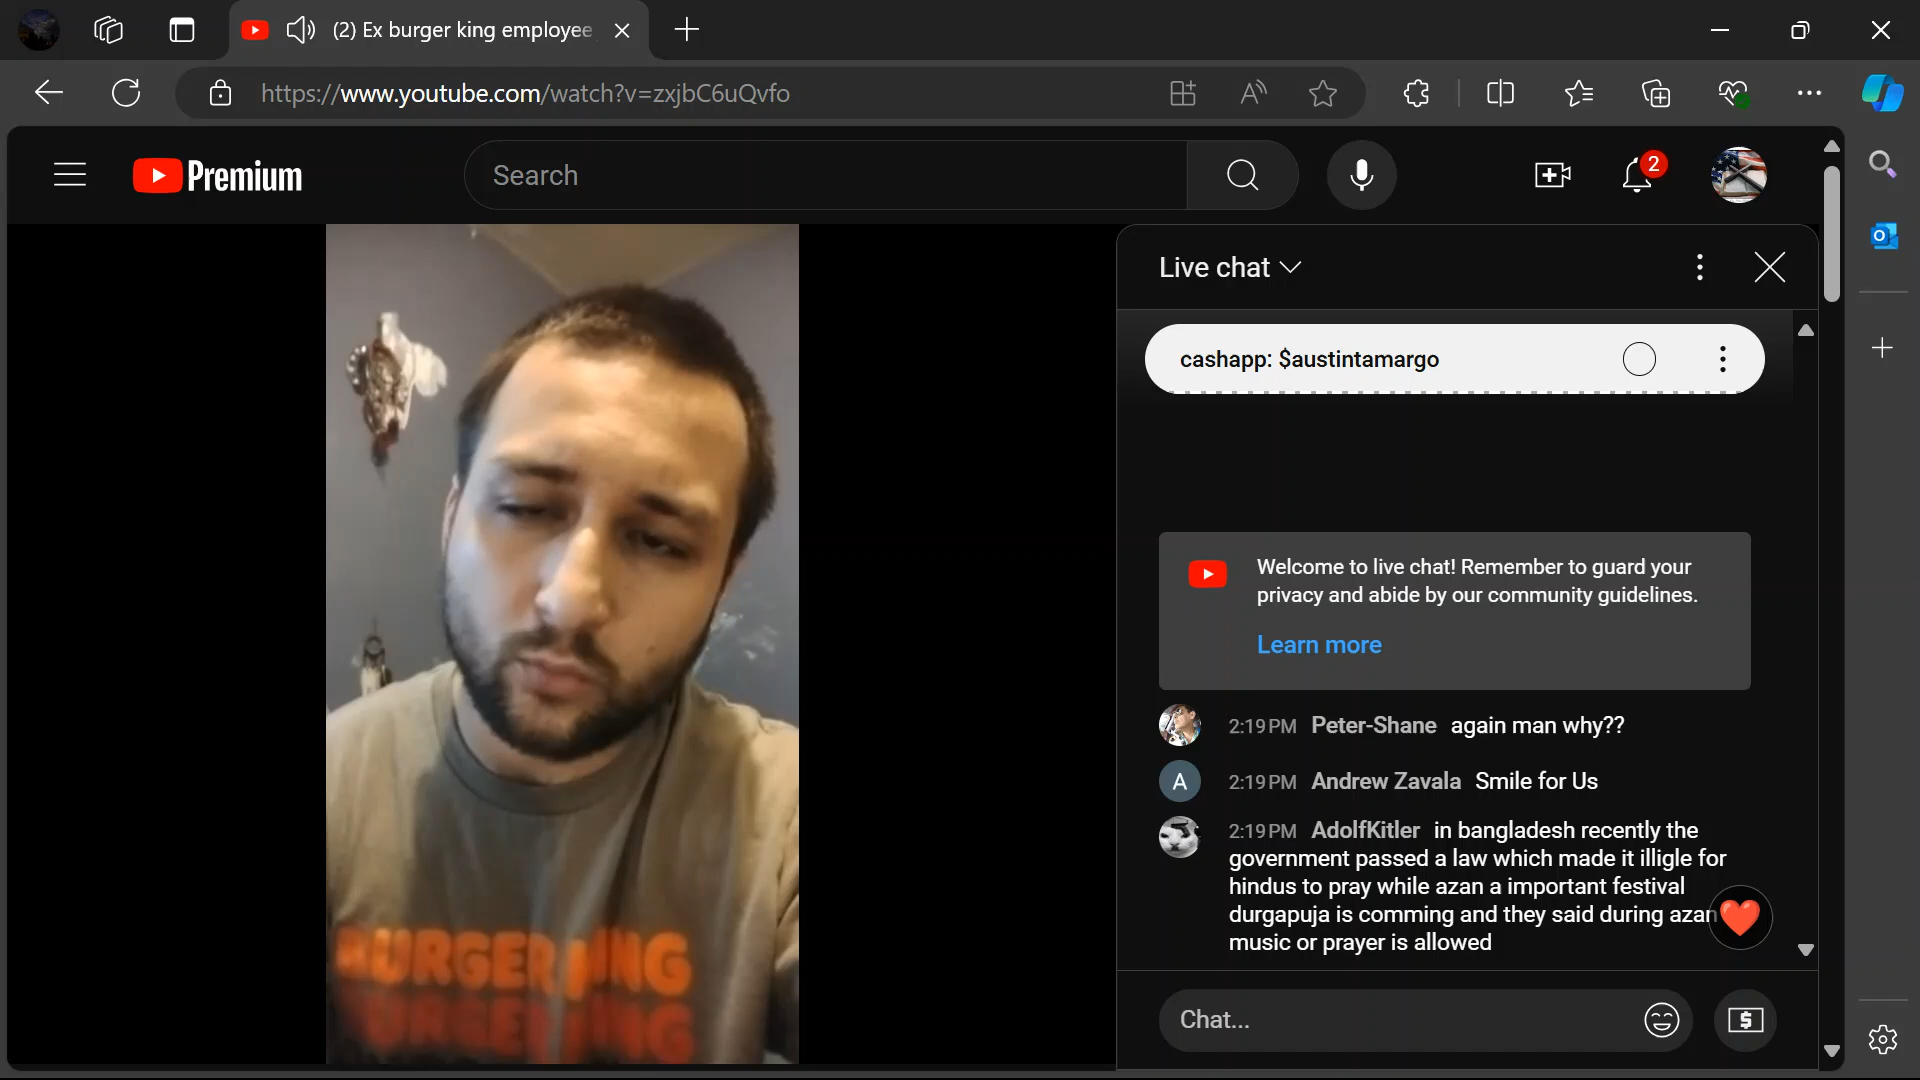 (2) Ex burger king employee
https://www.youtube.com/watch?v=zxjbC6uQvfo
Premium
Search
2
Live chat
cashapp: $austintamargo
Welcome to live chat! Remember to guard your
privacy and abide by our community guidelines.
Learn more
2:19 PM Peter-Shane again man why??
A 2:19 PM Andrew Zavala Smile for Us
2:19 PM AdolfKitler in bangladesh recently the
government passed a law which made it illigle for
hindus to pray while azan a important festival
durgapuja is comming and they said during azan
music or prayer is allowed
Chat...
BURGER KING
BURGER KING